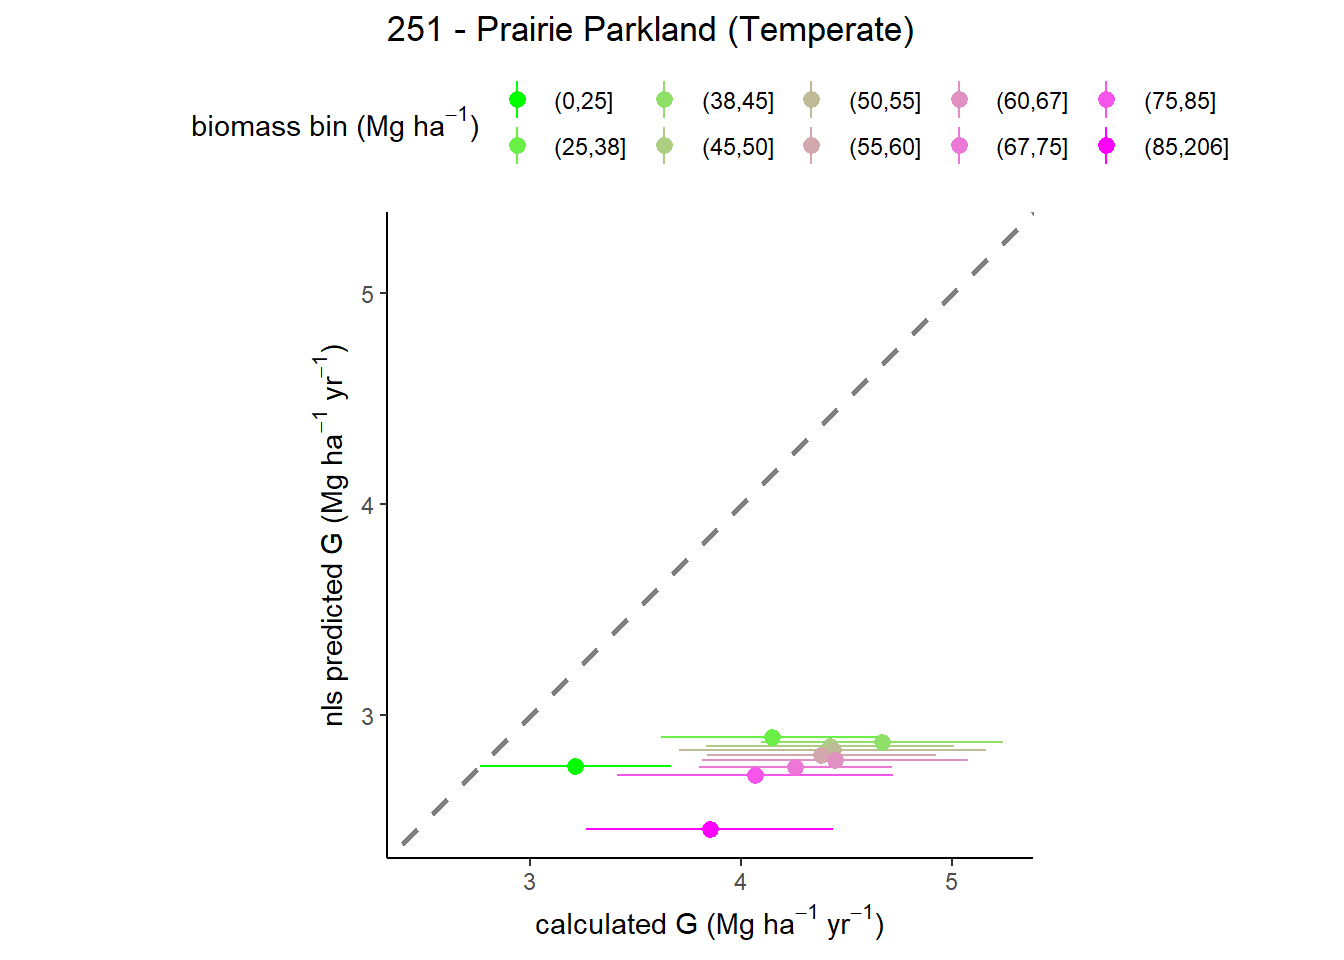 251 - Prairie Parkland (Temperate)
biomass bin (Mg ha⁻¹)
(0,25] (38,45] (50,55] (60,67] (75,85]
(25,38] (45,50] (55,60] (67,75] (85,206]
nls predicted G (Mg ha⁻¹ yr⁻¹)
5
4
3
3 4 5
calculated G (Mg ha⁻¹ yr⁻¹)